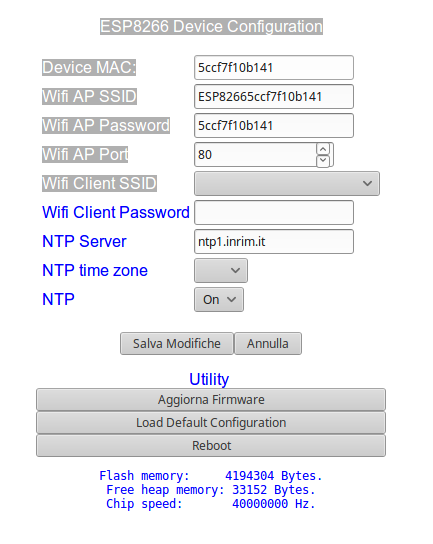 ESP8266 Device Configuration
Device MAC: 5ccf7f10b141
Wifi AP SSID ESP82665ccf7f10b141
Wifi AP Password 5ccf7f10b141
Wifi AP Port 80
Wifi Client SSID
Wifi Client Password
NTP Server ntp1.inrim.it
NTP time zone
NTP On
Salva Modifiche Annulla
Utility
Aggiorna Firmware
Load Default Configuration
Reboot
Flash memory: 4194304 Bytes.
Free heap memory: 33152 Bytes.
Chip speed: 40000000 Hz.